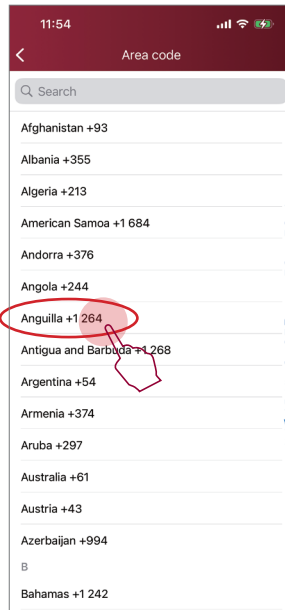 11:54
Area code
Search
Afghanistan +93
Albania +355
Algeria +213
American Samoa +1 684
Andorra +376
Angola +244
Anguilla +1 264
Antigua and Barbuda +1 268
Argentina +54
Armenia +374
Aruba +297
Australia +61
Austria +43
Azerbaijan +994
B
Bahamas +1 242